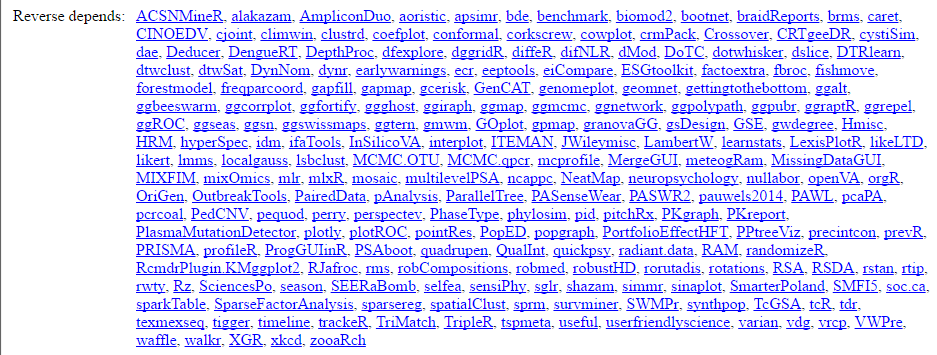 Reverse depends: ACSNMineR, alakazam, AmpliconDuo, aoristic, apsimr, bde, benchmark, biomod2, bootnet, braidReports, brms, caret,
CINOEDV, cjoint, climwin, clustrd, coefplot, conformal, corkscrew, cowplot, crmPack, Crossover, CRTgeeDR, cystiSim,
dae, Deducer, DengueRT, DepthProc, dfexplore, dggridR, differR, difNLR, dMod, DoTC, dotwhisker, dslice, DTRlearn,
dtwclust, dtwSat, DynNom, dynr, earlywarnings, ecr, eeptools, eiCompare, ESGtoolkit, factoextra, fbroc, fishmove,
forestmodel, freqparcoord, gapfill, gapmap, gcerisk, GenCAT, genomeplot, geomnet, gettingtothebottom, ggalt,
ggbeeswarm, ggcorrplot, ggfortify, ggghost, ggiraph, ggmap, ggmcmc, ggnetwork, ggpolypath, ggpubr, ggraptR, ggrepel,
ggROC, ggseas, ggsn, ggswissmaps, ggtern, gmwm, GOplot, gpmap, granovaGG, gsDesign, GSE, gwdegree, Hmisc,
HRM, hyperSpec, idm, ifaTools, InSilicoVA, interplot, ITEMAN, JWileymisc, LambertW, learnstats, LexisPlotR, likeLTD,
likert, lmms, localgauss, lsbclust, MCMC.OTU, MCMC.qpcr, mcprofile, MergeGUI, meteogRam, MissingDataGUI,
MIXFIM, mixOmics, mlr, mlxR, mosaic, multilevelPSA, ncappc, NeatMap, neuropsychology, nullabor, openVA, orgR,
OriGen, OutbreakTools, PairedData, pAnalysis, ParallelTree, PASenseWear, PASWR2, pauwels2014, PAWL, pcaPA,
pcrcoal, PedCNV, pequod, perry, perspectev, PhaseType, phylosim, pid, pitchRx, PKgraph, PKreport,
PlasmaMutationDetector, plotly, plotROC, pointRes, PopED, popgraph, PortfolioEffectHFT, PPtreeViz, precintcon, prevR,
PRISMA, profileR, ProgGUIinR, PSAboot, quadrupen, QualInt, quickpsy, radiant.data, RAM, randomizeR,
RcmdrPlugin.KMggplot2, RJafroc, rms, robCompositions, robmed, robustHD, rorutadis, rotations, RSA, RSDA, rstan, rtip,
rwty, Rz, SciencesPo, season, SEERaBomb, selfea, sensiPhy, sglr, shazam, simmr, sinaplot, SmarterPoland, SMFI5, soc.ca,
sparkTable, SparseFactorAnalysis, sparsereg, spatialClust, sprm, survminer, SWMPr, synthpop, TcGSA, tcR, tdr,
texmexseq, tigger, timeline, trackeR, TriMatch, TripleR, tspmeta, useful, userfriendlyscience, varian, vdg, vrcp, VWPre,
waffle, walkr, XGR, xkcd, zooaRch